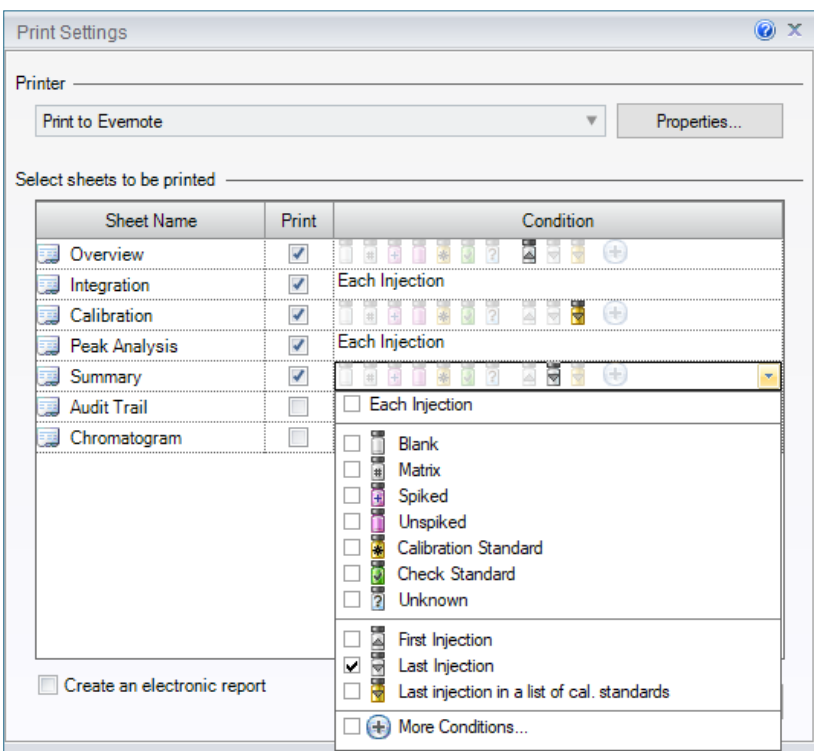 Print Settings
Printer
Print to Evernote
Properties...
Select sheets to be printed
Sheet Name Print Condition
Overview
Integration Each Injection
Calibration
Peak Analysis Each Injection
Summary
Audit Trail
Each Injection
Chromatogram
Blank
Matrix
Spiked
Unspiked
Calibration Standard
Check Standard
Unknown
First Injection
Last Injection
Create an electronic report
Last injection in a list of cal. standards
More Conditions...